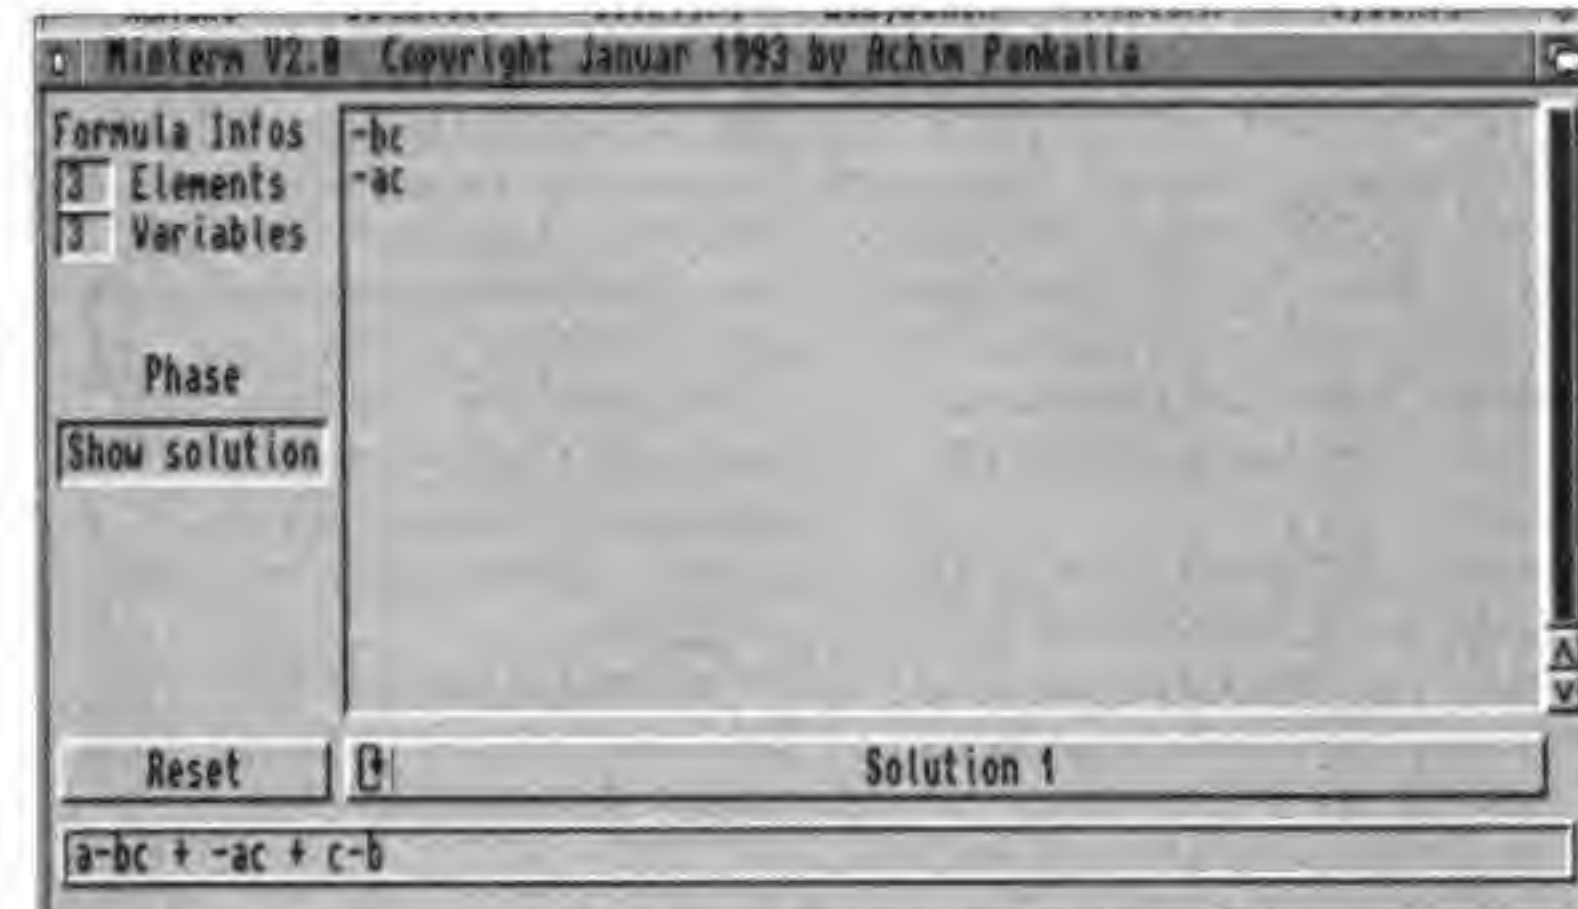 Minterm V2.0 Copyright Januar 1993 by Achim Pankalla
Formula Infos
3 Elements
3 Variables
-bc
-ac
Phase
Show solution
Reset
Solution 1
a-bc + -ac + c-b